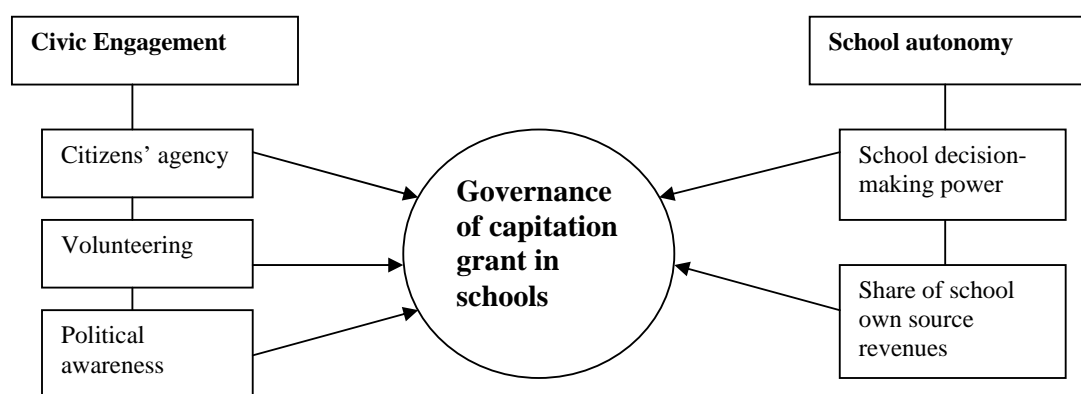 Civic Engagement
Citizens’ agency
Volunteering
Political
awareness
Governance
of capitation
grant in
schools
School autonomy
School decision-
making power
Share of school
own source
revenues